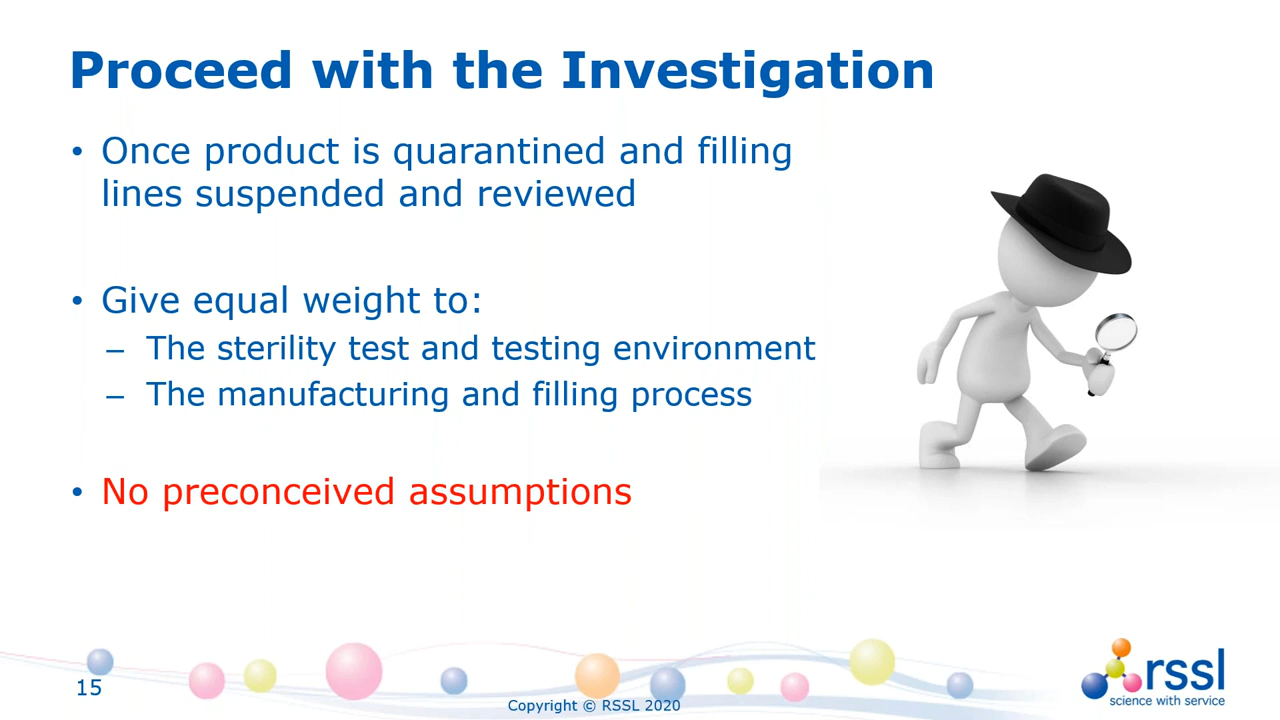 Proceed with the Investigation
• Once product is quarantined and filling
lines suspended and reviewed
• Give equal weight to:
– The sterility test and testing environment
– The manufacturing and filling process
• No preconceived assumptions
15
Copyright © RSSL 2020
rssl
science with service